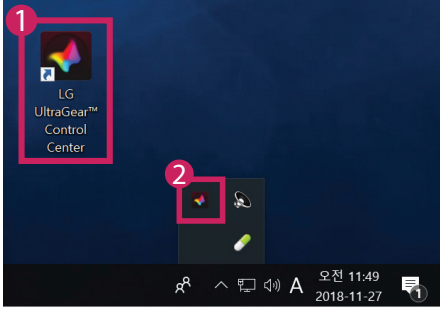 1
LG
UltraGear™
Control
Center
2
A
오전 11:49
2018-11-27
1